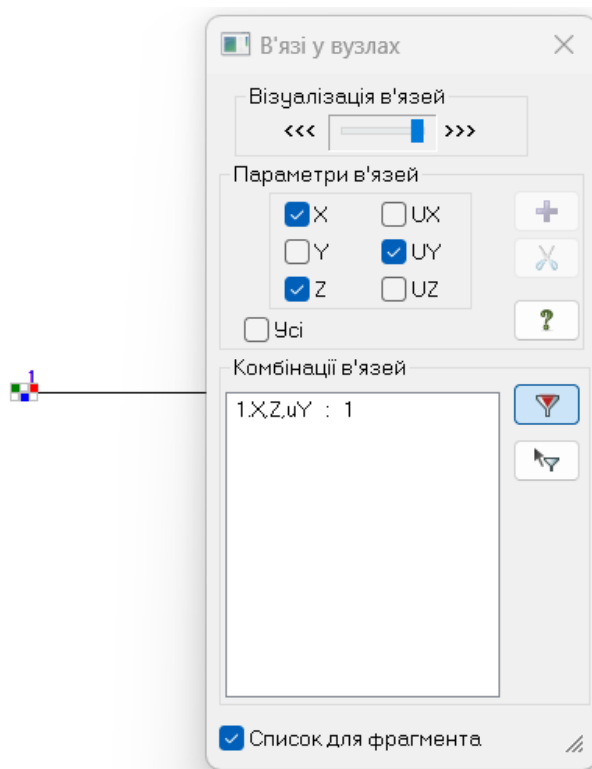 В'язі у вузлах
Візуалізація в'язей
<<< >>>
Параметри в'язей
X UX
Y UY
Z UZ
Усі
?
1
Комбінації в'язей
1.X,Z,uY : 1
Список для фрагмента